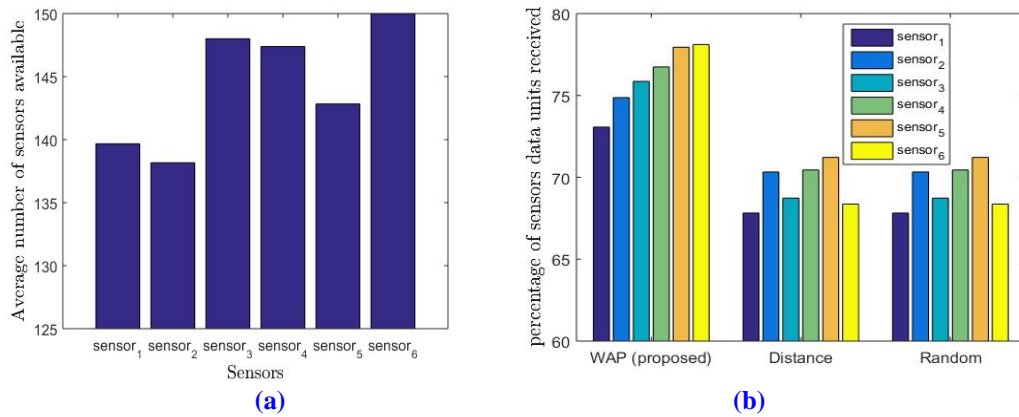 Average number of sensors available
150
145
140
135
130
125
sensor₁ sensor₂ sensor₃ sensor₄ sensor₅ sensor₆
Sensors
(a)
percentage of sensors data units received
80
75
70
65
60
sensor₁
sensor₂
sensor₃
sensor₄
sensor₅
sensor₆
WAP (proposed) Distance Random
(b)